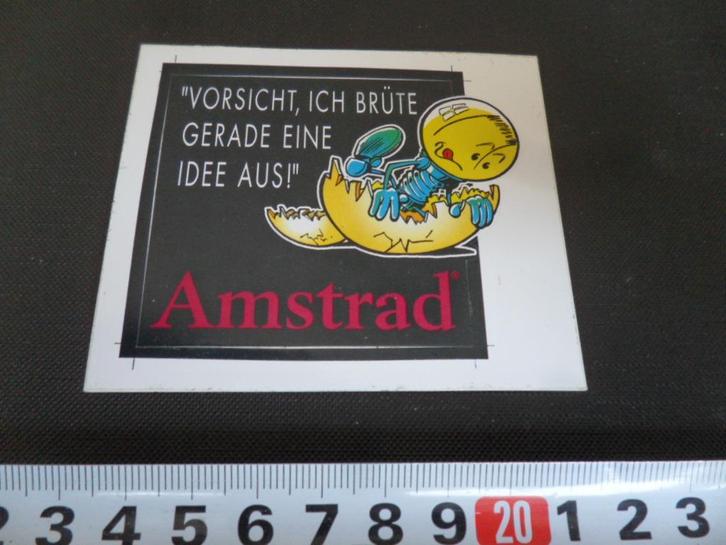 "VORSICHT, ICH BRÜTE
GERADE EINE
IDEE AUS!"
Amstrad®
2 3 4 5 6 7 8 9 20 1 2 3